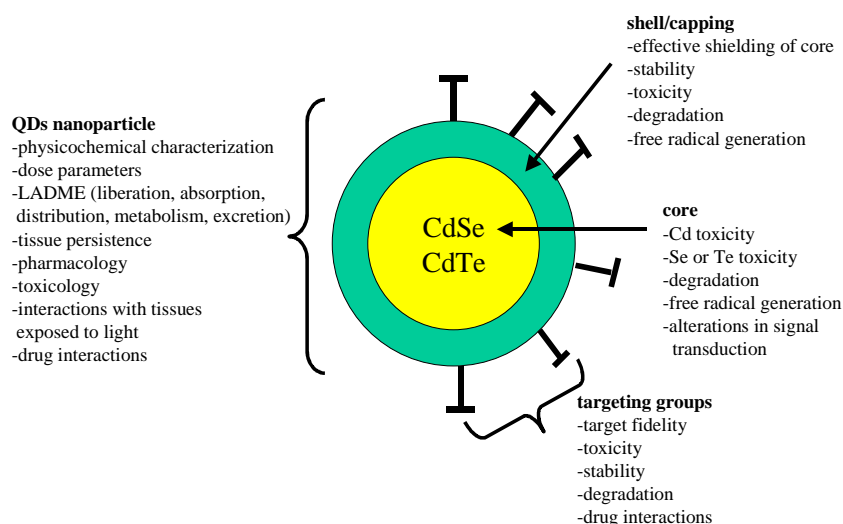 shell/capping
-effective shielding of core
-stability
-toxicity
-degradation
-free radical generation
QDs nanoparticle
-physicochemical characterization
-dose parameters
-LADME (liberation, absorption,
distribution, metabolism, excretion)
-tissue persistence
-pharmacology
-toxicology
-interactions with tissues
exposed to light
-drug interactions
CdSe
CdTe
core
-Cd toxicity
-Se or Te toxicity
-degradation
-free radical generation
-alterations in signal
transduction
targeting groups
-target fidelity
-toxicity
-stability
-degradation
-drug interactions